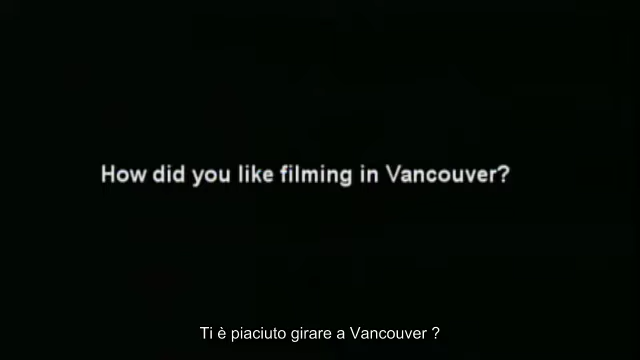 How did you like filming in Vancouver?
Ti è piaciuto girare a Vancouver ?